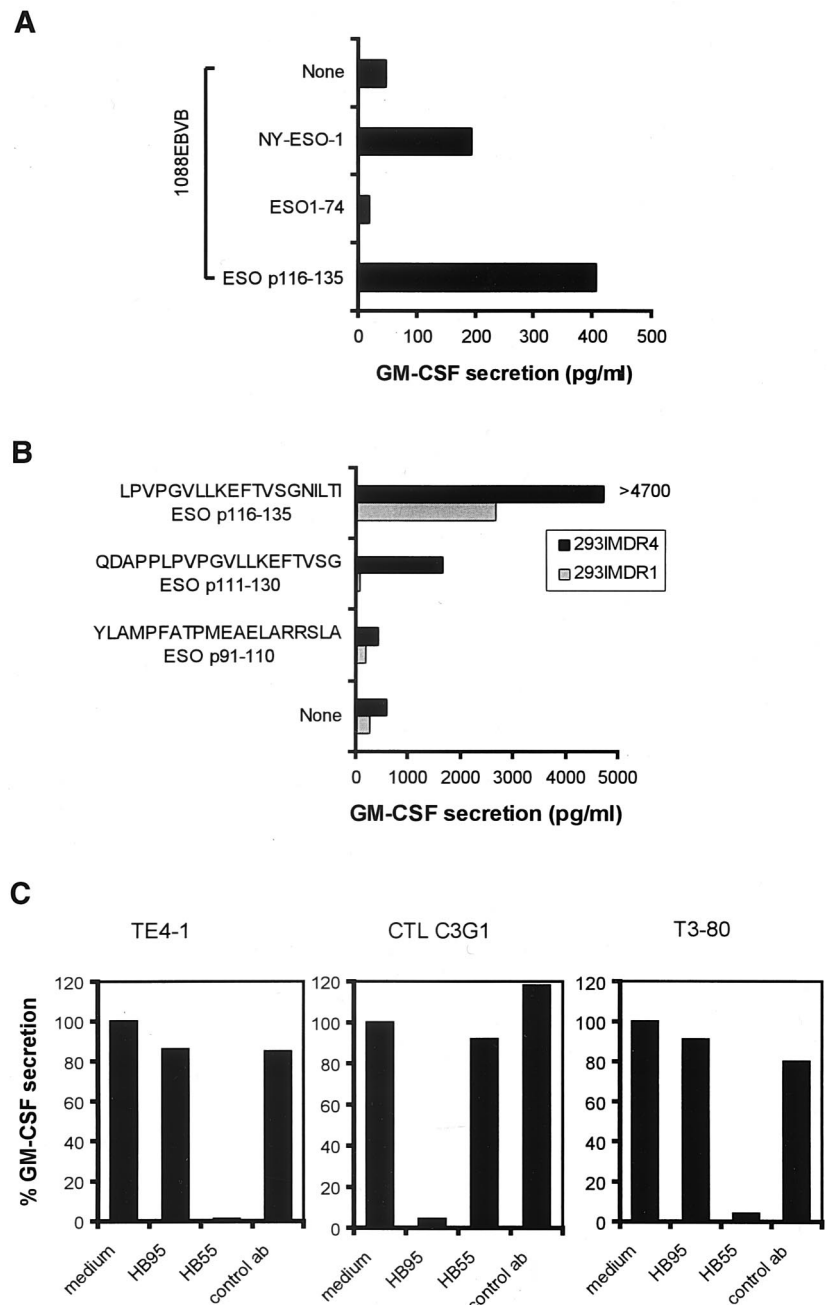 A
1088EBVB
None
NY-ESO-1
ESO1-74
ESO p116-135
0 100 200 300 400 500
GM-CSF secretion (pg/ml)
B
LPVPGVLLKEFTVSGNILTI
ESO p116-135
QDAPPLPVPGVLLKEFTVSG
ESO p111-130
YLAMPFATPMEAELARRSLA
ESO p91-110
None
>4700
293IMDR4
293IMDR1
0 1000 2000 3000 4000 5000
GM-CSF secretion (pg/ml)
C
TE4-1
% GM-CSF secretion
120
100
80
60
40
20
0
medium HB95 HB55 control ab
CTL C3G1
120
100
80
60
40
20
0
medium HB95 HB55 control ab
T3-80
120
100
80
60
40
20
0
medium HB95 HB55 control ab